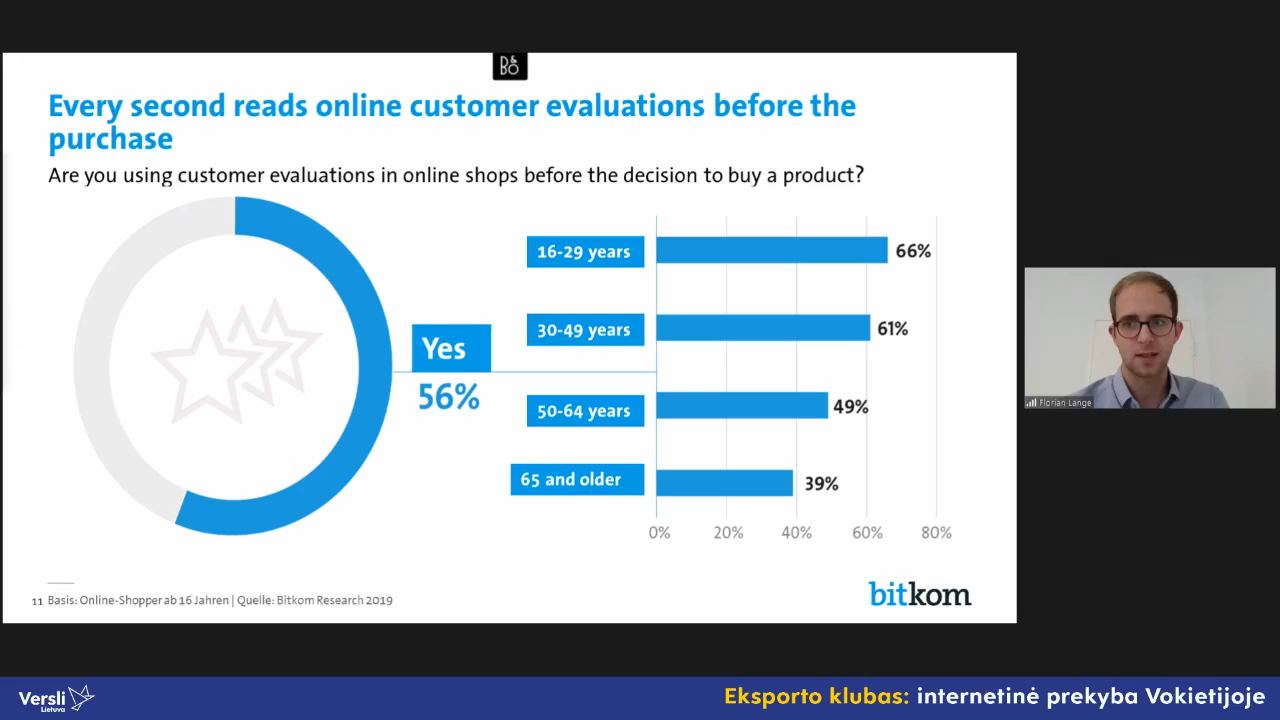 D&
BO
Every second reads online customer evaluations before the
purchase
Are you using customer evaluations in online shops before the decision to buy a product?
Yes
56%
16-29 years
66%
30-49 years
61%
50-64 years
49%
65 and older
39%
0% 20% 40% 60% 80%
11 Basis: Online-Shopper ab 16 Jahren | Quelle: Bitkom Research 2019
bitkom
Florian Lange
Versli
Lietuva
Eksporto klubas: internetinė prekyba Vokietijoje